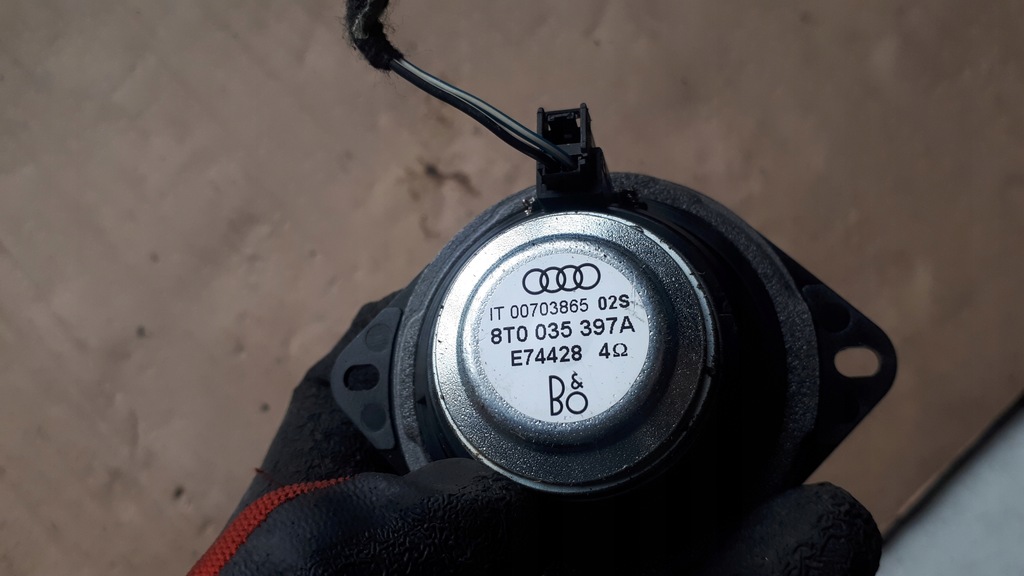 IT 00703865 02S
8T0 035 397A
E74428 4Ω
B&O